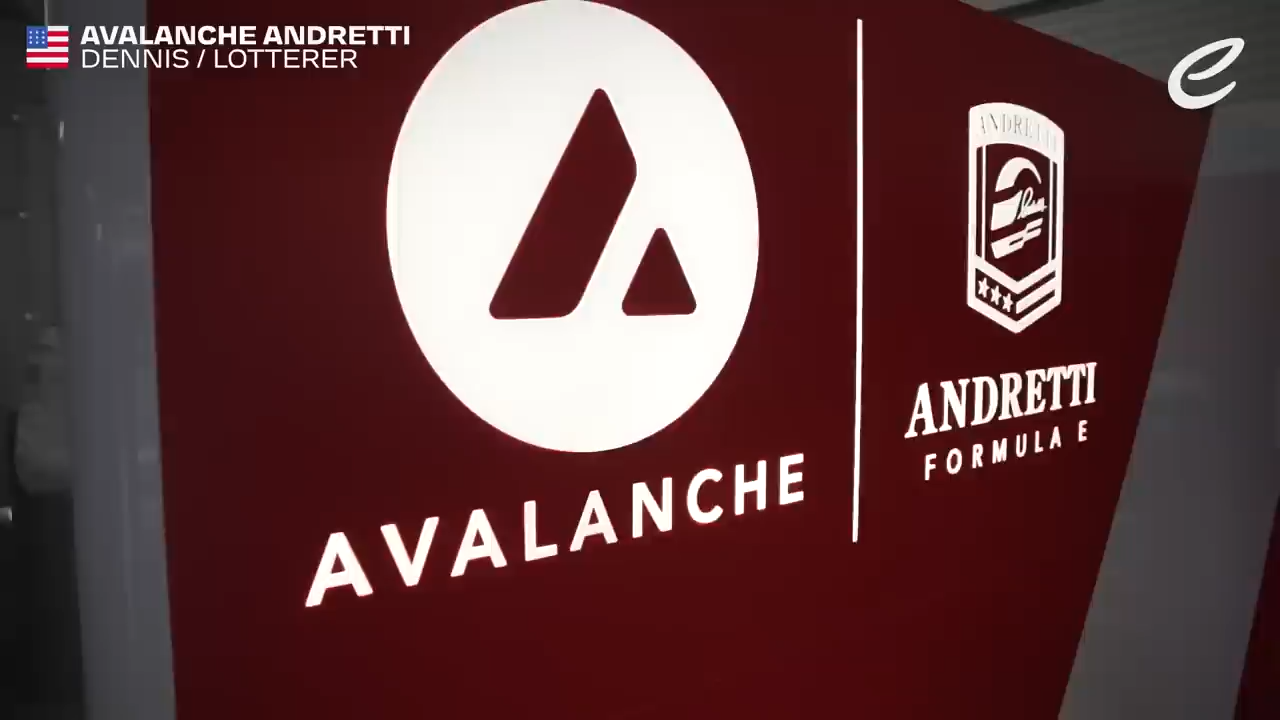 AVALANCHE ANDRETTI
DENNIS / LOTTERER
ANDRETTI
AVALANCHE
ANDRETTI
FORMULA E